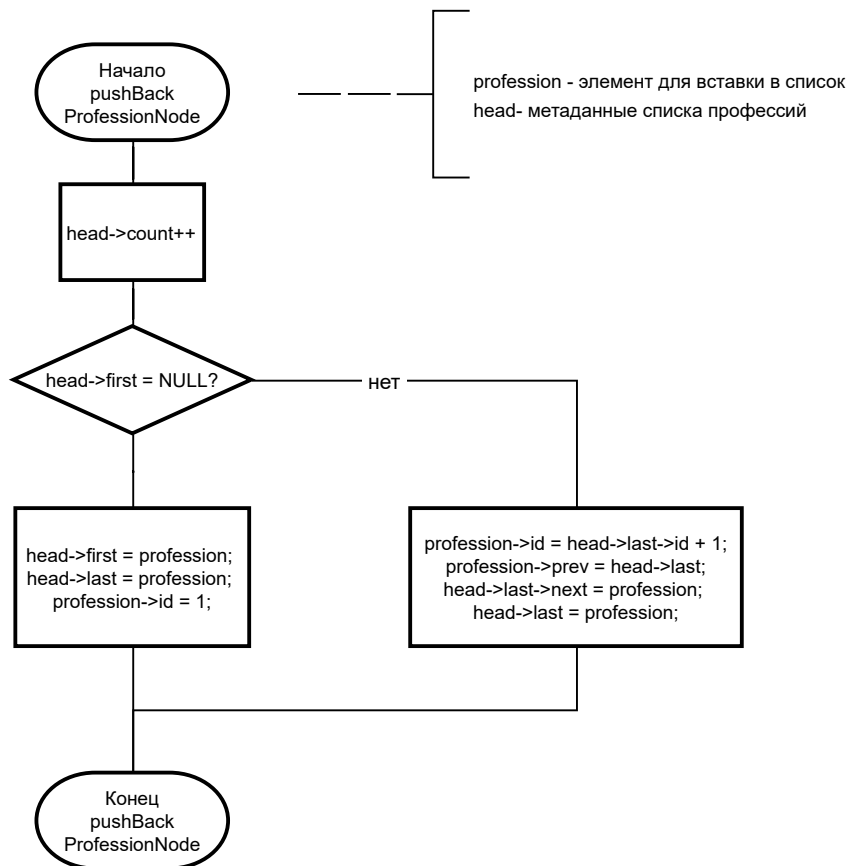 Начало
pushBack
ProfessionNode
profession - элемент для вставки в список
head- метаданные списка профессий
head->count++
head->first = NULL?
нет
head->first = profession;
head->last = profession;
profession->id = 1;
profession->id = head->last->id + 1;
profession->prev = head->last;
head->last->next = profession;
head->last = profession;
Конец
pushBack
ProfessionNode